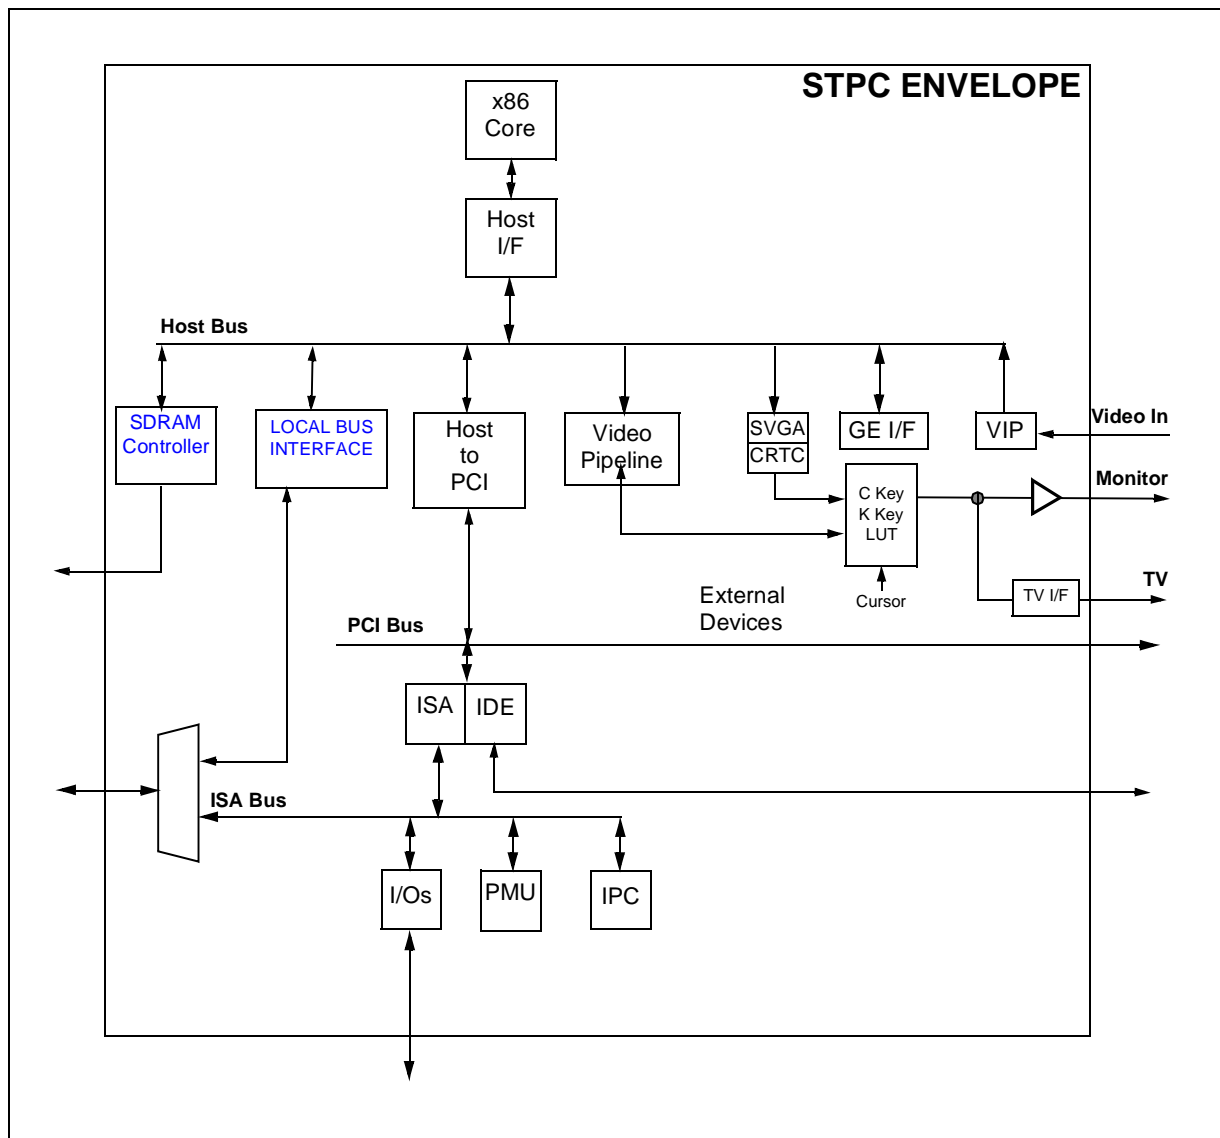 STPC ENVELOPE
x86
Core
Host
I/F
Host Bus
SDRAM
Controller
LOCAL BUS
INTERFACE
Host
to
PCI
Video
Pipeline
SVGA
CRTC
GE I/F
VIP
Video In
C Key
K Key
LUT
Monitor
Cursor
TV I/F
TV
External
Devices
PCI Bus
ISA
IDE
ISA Bus
I/Os
PMU
IPC